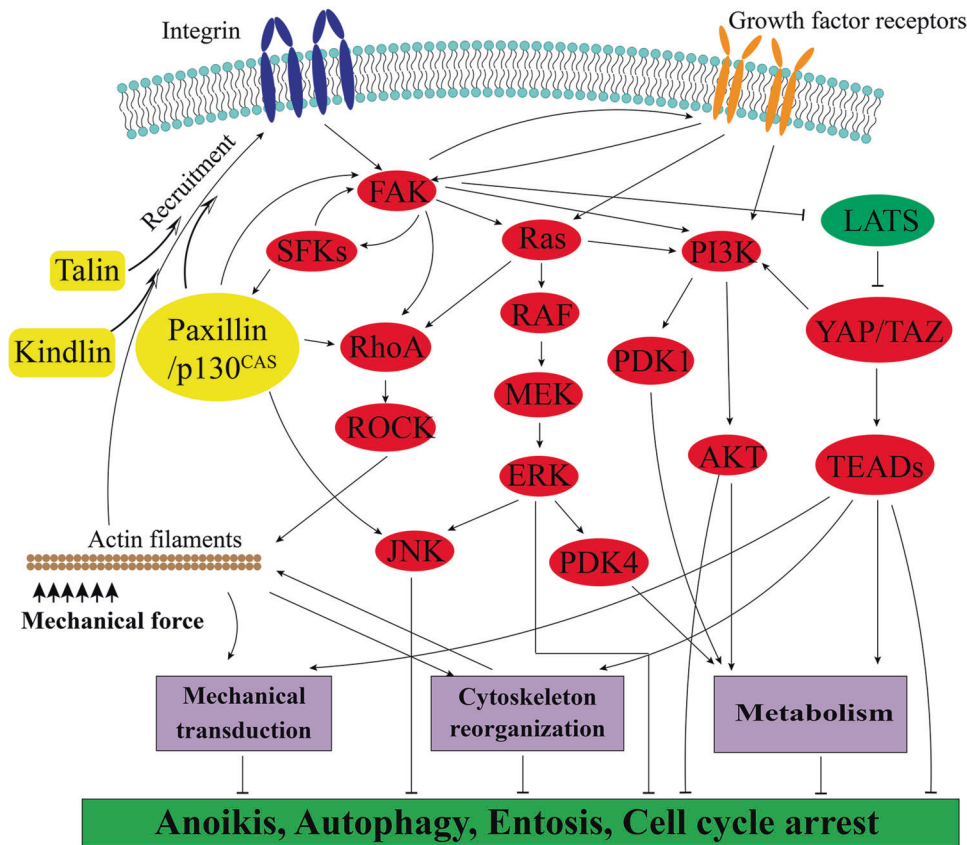 Integrin
Growth factor receptors
Recruitment
FAK
LATS
SFKs
Ras
PI3K
Talin
Kindlin
Paxillin
/p130CAS
RhoA
RAF
PDK1
YAP/TAZ
MEK
ROCK
ERK
AKT
TEADs
Actin filaments
JNK
PDK4
Mechanical force
Mechanical
transduction
Cytoskeleton
reorganization
Metabolism
Anoikis, Autophagy, Entosis, Cell cycle arrest